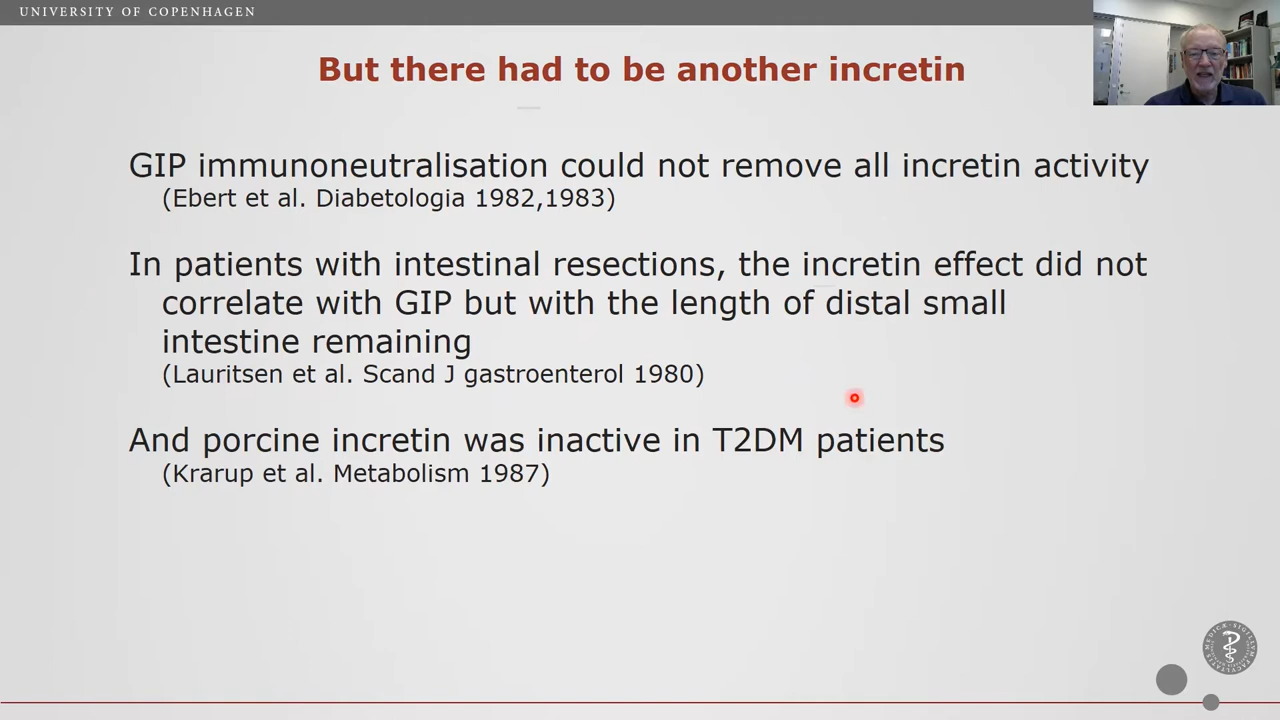 UNIVERSITY OF COPENHAGEN
But there had to be another incretin
GIP immunoneutralisation could not remove all incretin activity
(Ebert et al. Diabetologia 1982,1983)
In patients with intestinal resections, the incretin effect did not
correlate with GIP but with the length of distal small
intestine remaining
(Lauritsen et al. Scand J gastroenterol 1980)
And porcine incretin was inactive in T2DM patients
(Krarup et al. Metabolism 1987)